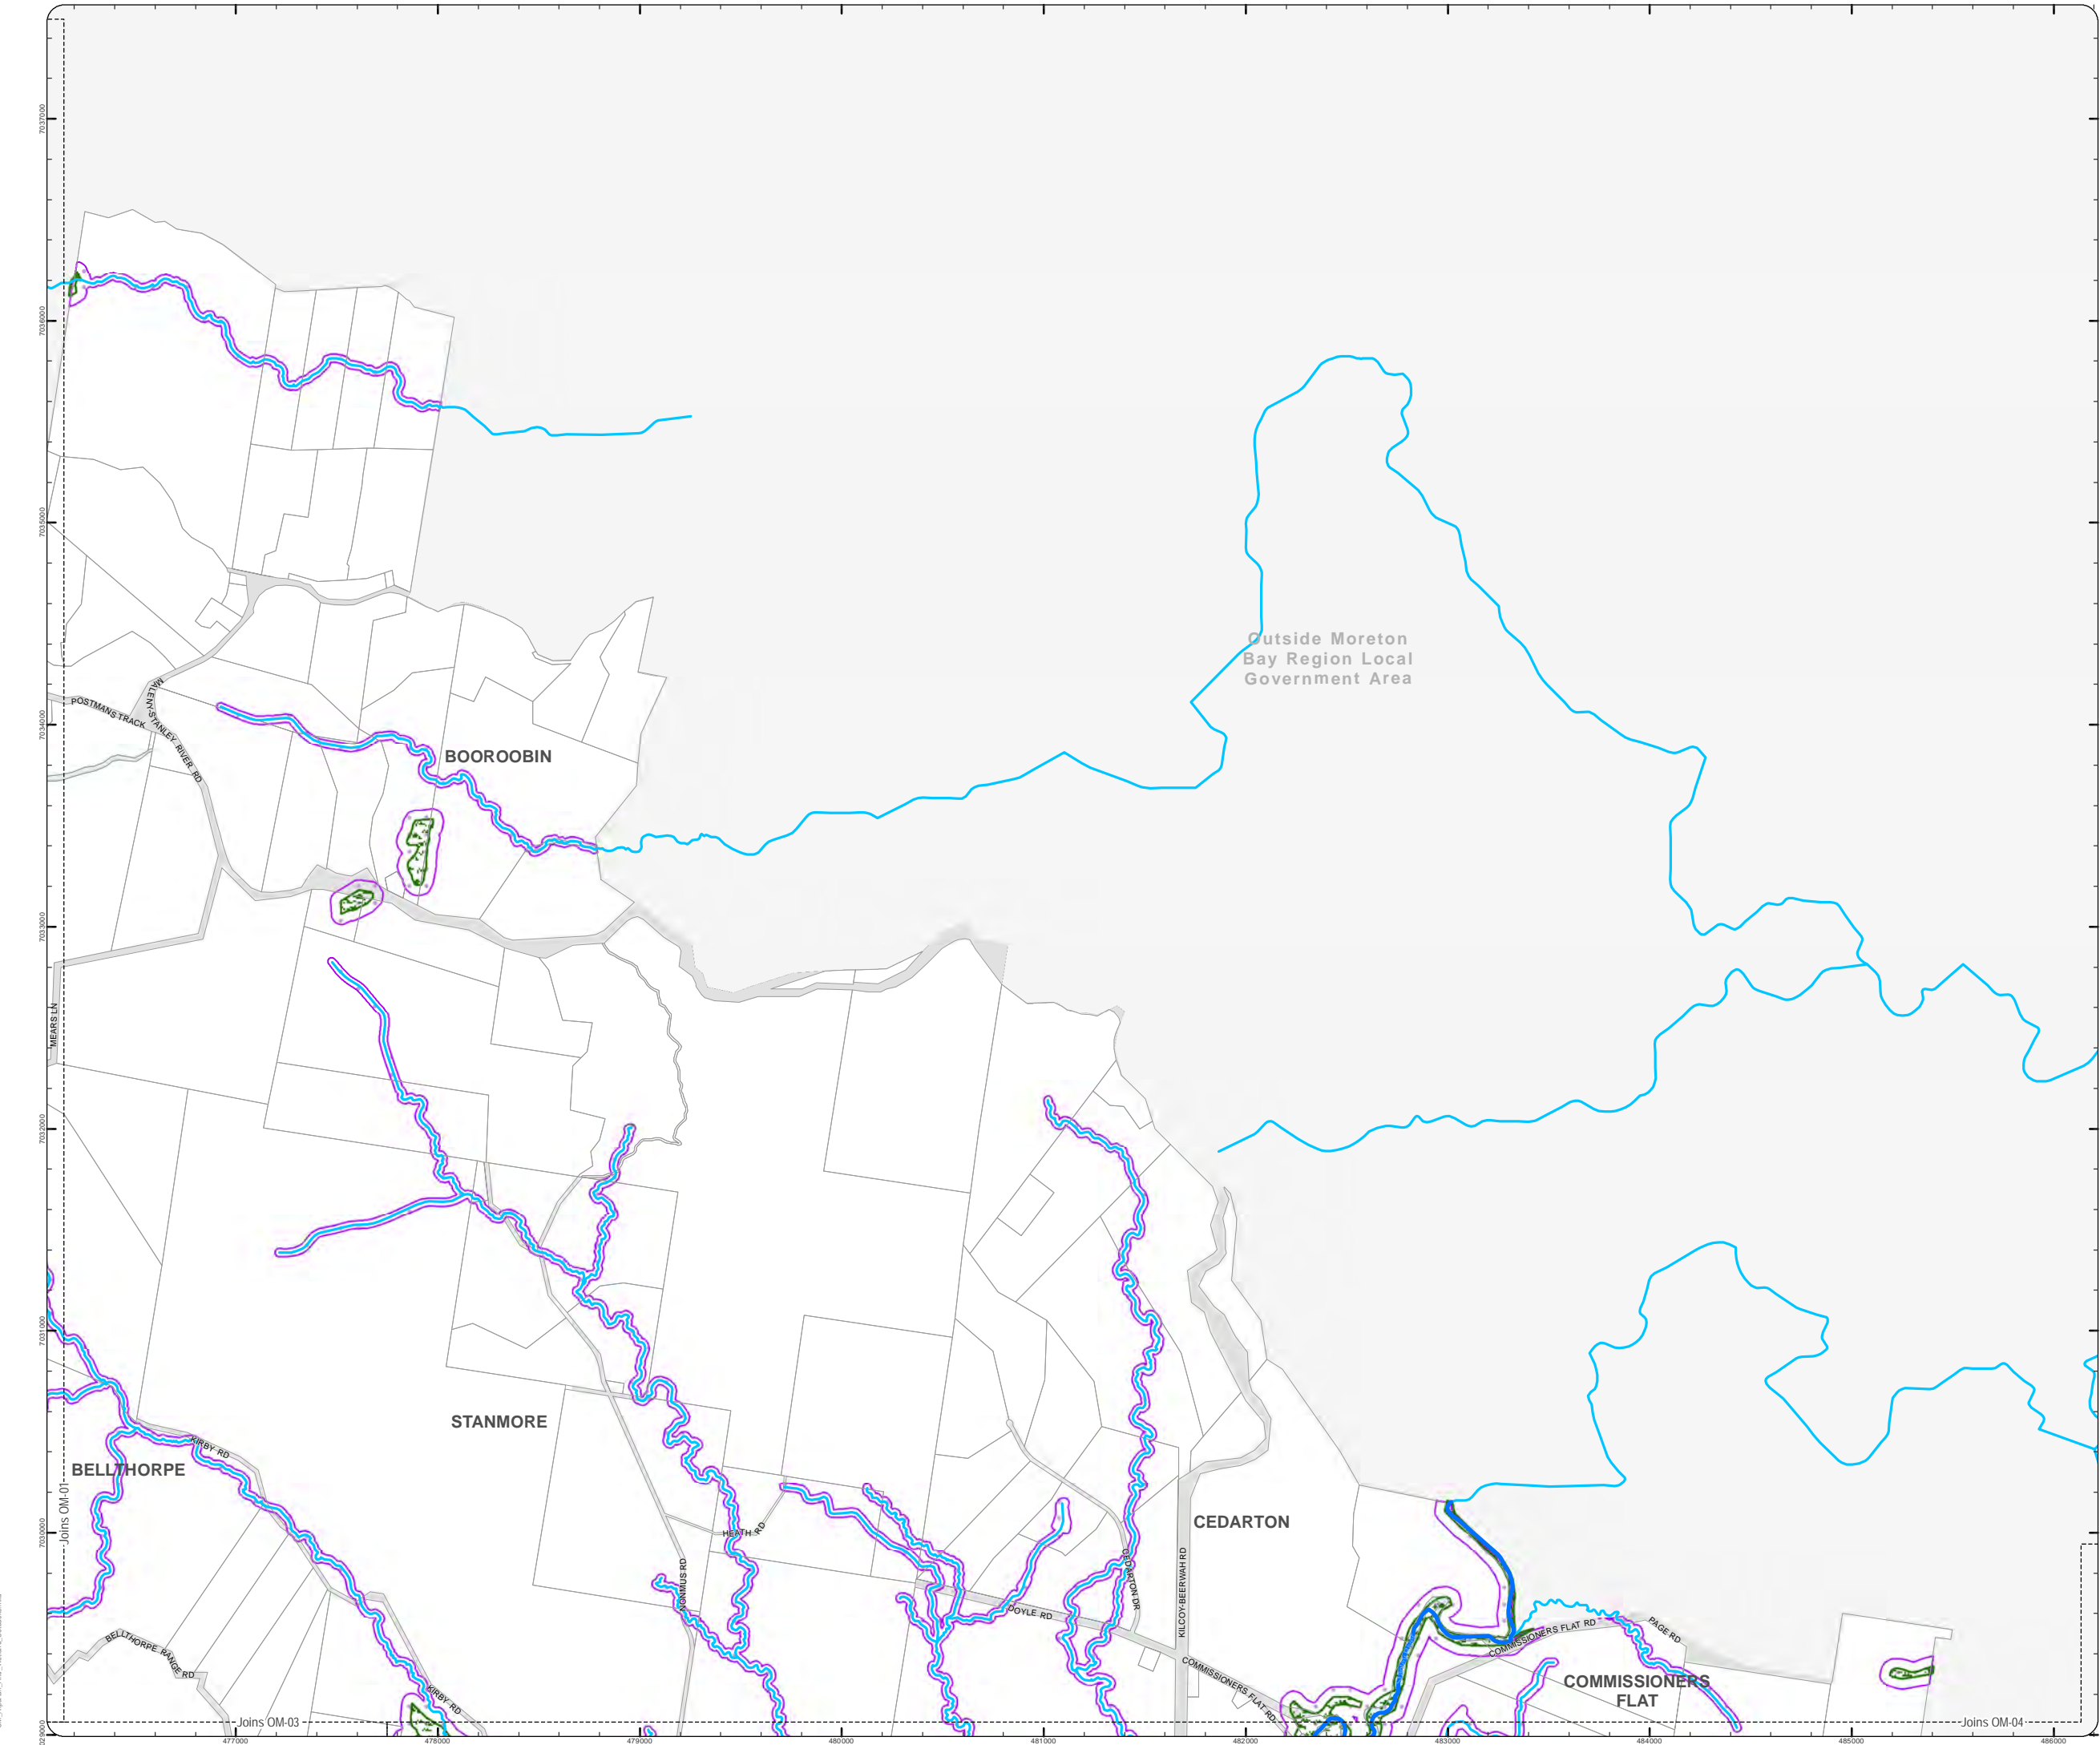 7037000
7036000
7035000
Outside Moreton
Bay Region Local
Government Area
POSTMANS TRACK
MALENY-STANLEY RIVER RD
7034000
BOOROOBIN
7033000
MEARS LN
7032000
7031000
STANMORE
KIRBY RD
BELLTHORPE
Joins OM-01
7030000
HEATH RD
CEDARTON
NONMUS RD
CEDARTON DR
KILCOY-BEERWAH RD
DOYLE RD
COMMISSIONERS FLAT RD
PAGE RD
BELLTHORPE RANGE RD
COMMISSIONERS FLAT RD
KIRBY RD
COMMISSIONERS
FLAT
Joins OM-03
Joins OM-04
477000
478000
479000
480000
481000
482000
483000
484000
485000
486000